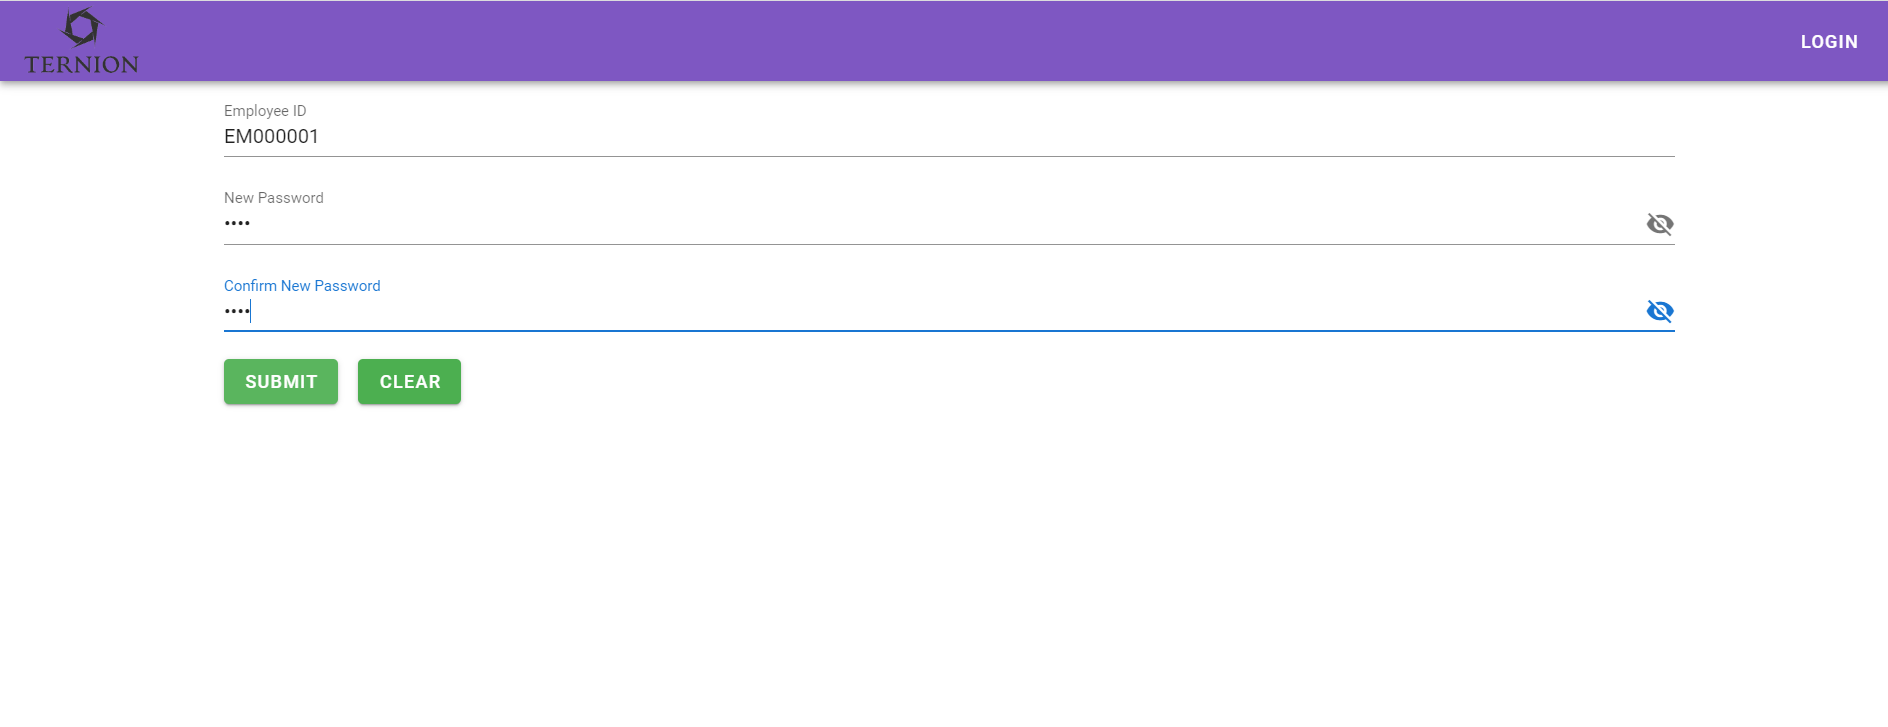 TERNION
LOGIN
Employee ID
EM000001
New Password
••••
Confirm New Password
••••
SUBMIT CLEAR